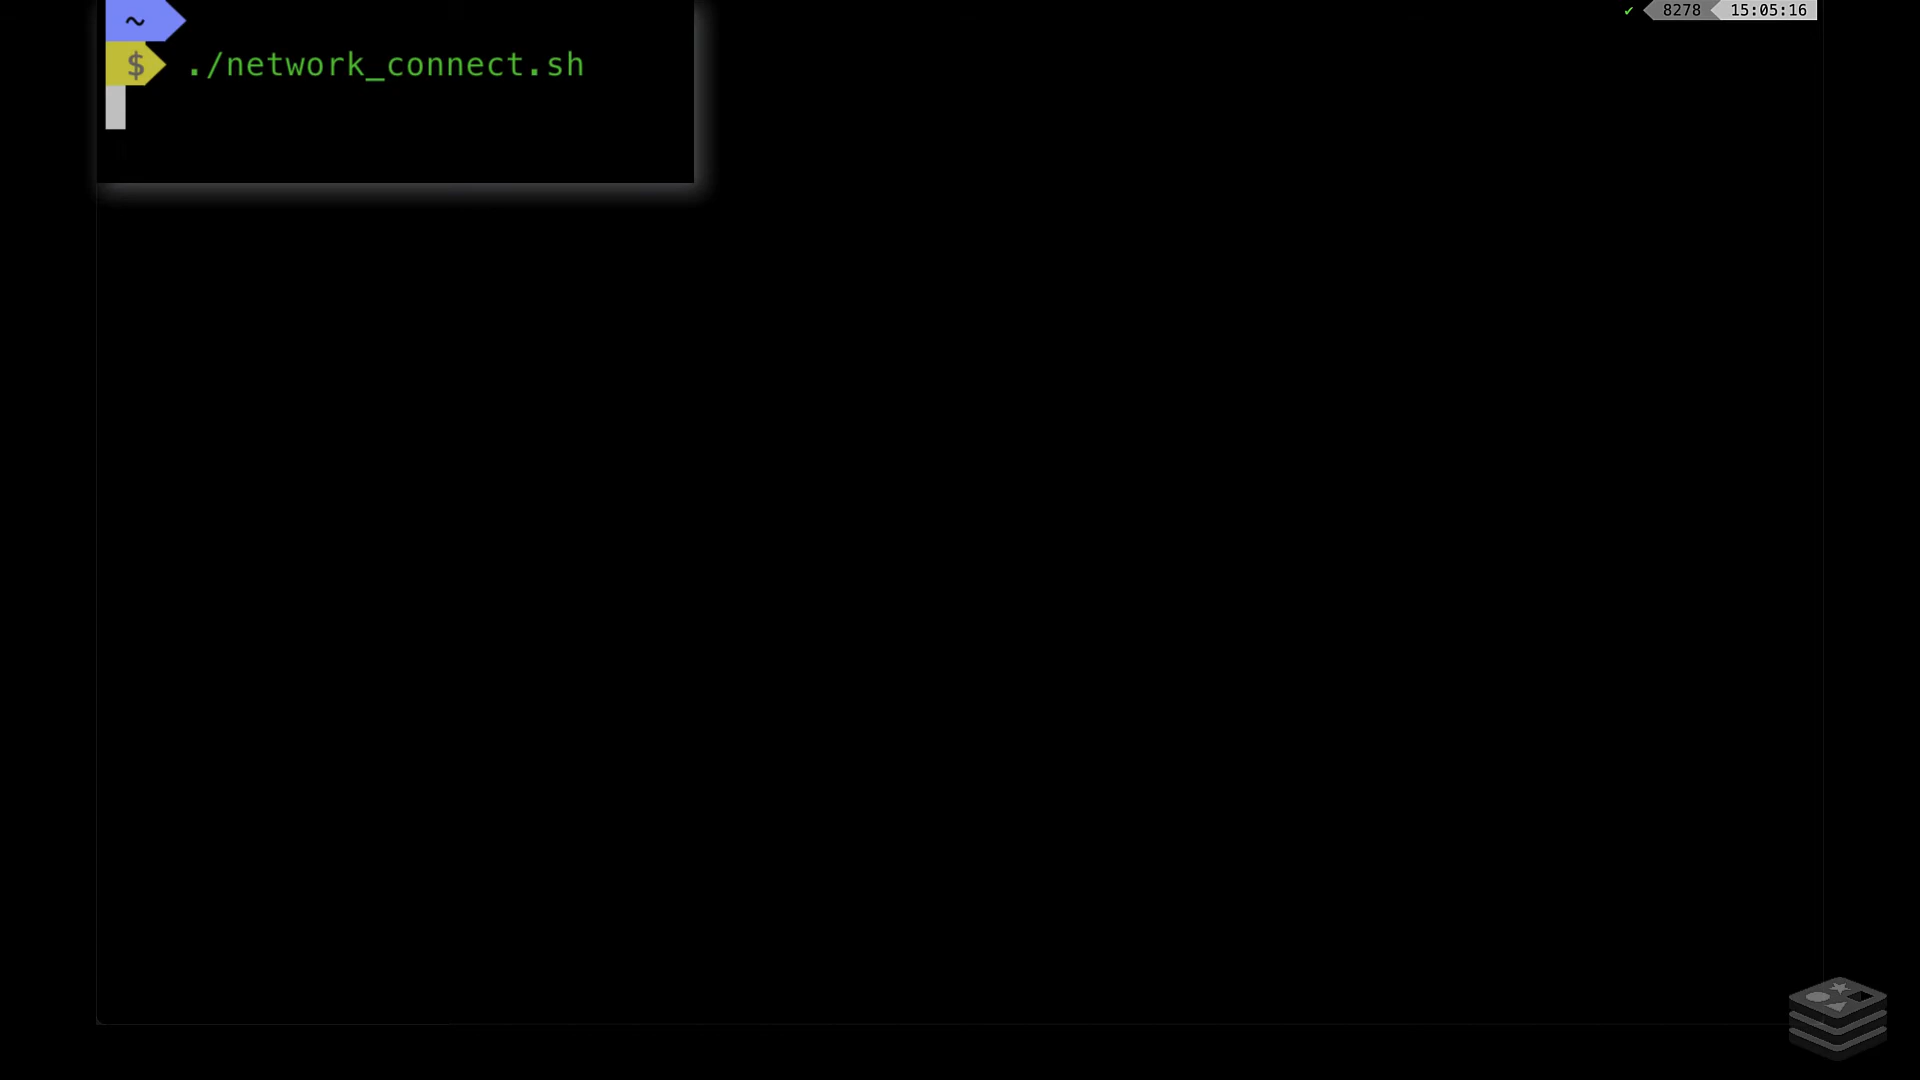 ~
$ ./network_connect.sh
✔ 8278 15:05:16